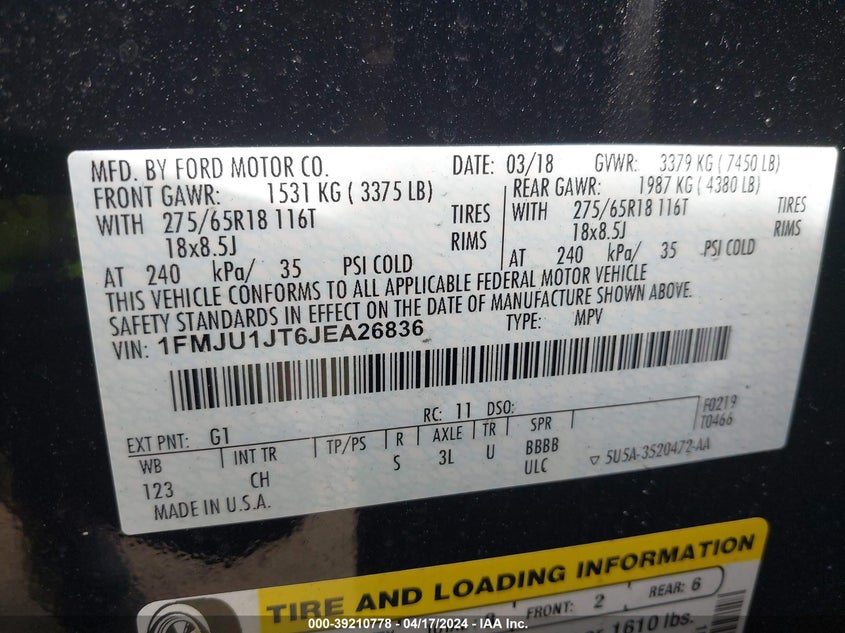 MFD. BY FORD MOTOR CO. DATE: 03/18 GVWR: 3379 KG ( 7450 LB)
FRONT GAWR: 1531 KG ( 3375 LB) REAR GAWR: 1987 KG ( 4380 LB)
WITH 275/65R18 116T TIRES WITH 275/65R18 116T TIRES
18x8.5J RIMS 18x8.5J RIMS
AT 240 kPa/ 35 PSI COLD AT 240 kPa/ 35 PSI COLD
THIS VEHICLE CONFORMS TO ALL APPLICABLE FEDERAL MOTOR VEHICLE
SAFETY STANDARDS IN EFFECT ON THE DATE OF MANUFACTURE SHOWN ABOVE.
VIN: 1FMJU1JT6JEA26836 TYPE: MPV
F0219
T0466
RC: 11 DSO:
EXT PNT: G1
WB INT TR TP/PS R AXLE TR SPR
123 CH S 3L U BBBB
ULC ▽ 5U5A-3520472-AA
MADE IN U.S.A.
TIRE AND LOADING INFORMATION
FRONT: 2 REAR: 6
1610 lbs.
000-39210778 - 04/17/2024 - IAA Inc.